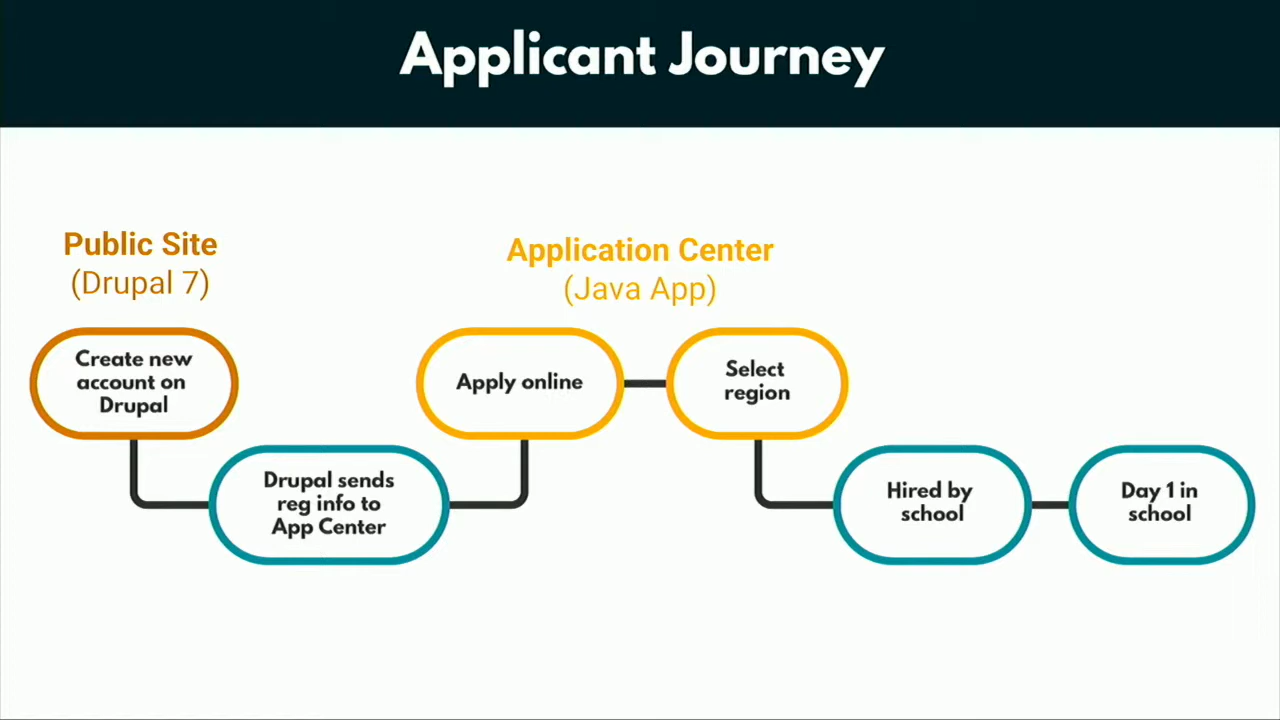 Applicant Journey
Public Site
(Drupal 7)
Application Center
(Java App)
Create new
account on
Drupal
Drupal sends
reg info to
App Center
Apply online
Select
region
Hired by
school
Day 1 in
school